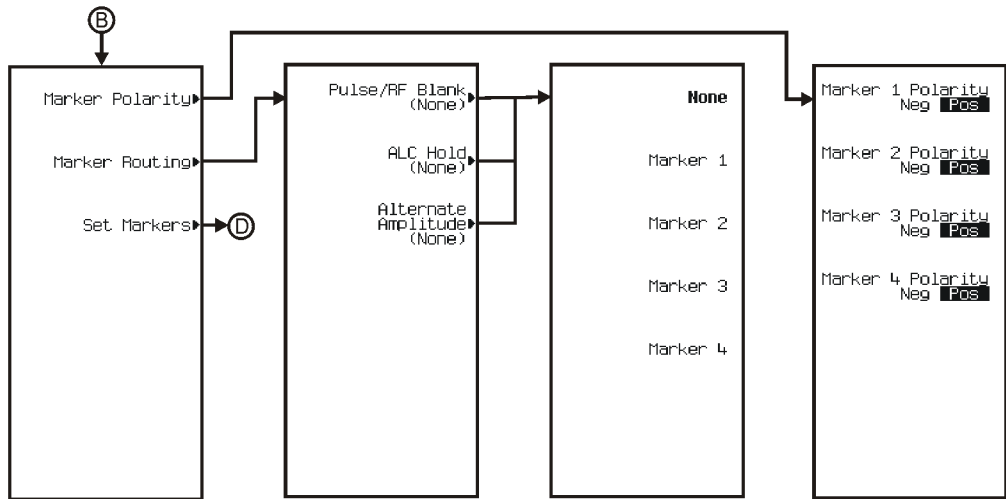 B
Marker Polarity
Marker Routing
Set Markers
D
Pulse/RF Blank
(None)
ALC Hold
(None)
Alternate
Amplitude
(None)
None
Marker 1
Marker 2
Marker 3
Marker 4
Marker 1 Polarity
Neg Pos
Marker 2 Polarity
Neg Pos
Marker 3 Polarity
Neg Pos
Marker 4 Polarity
Neg Pos